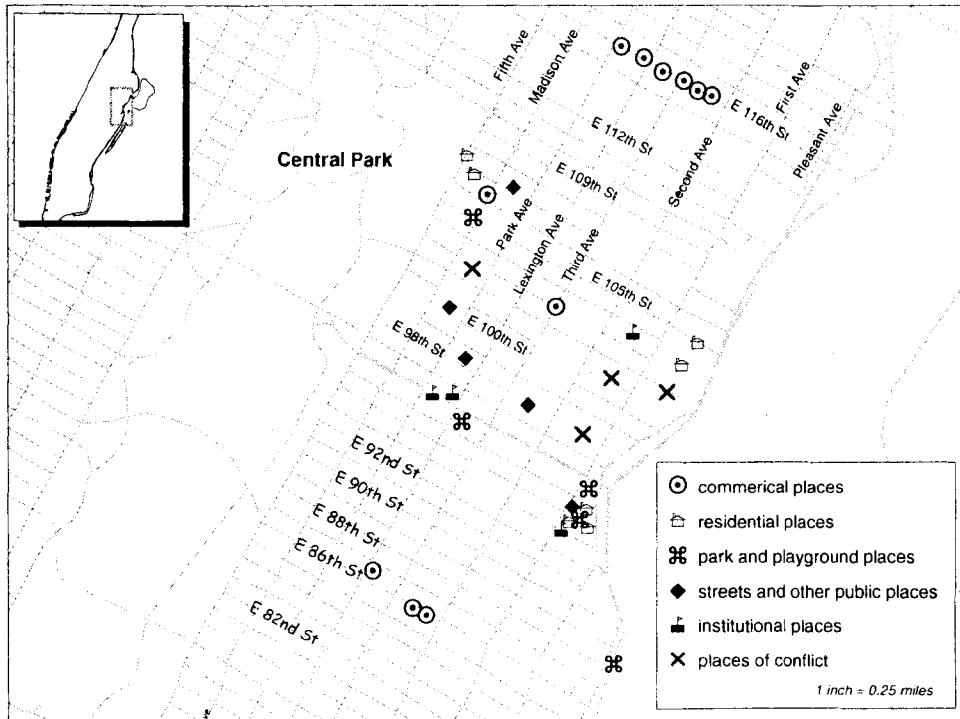 Fifth Ave
Madison Ave
First Ave
E 116th St
Pleasant Ave
E 112th St
Second Ave
Central Park
E 109th St
Park Ave
Lexington Ave
Third Ave
E 105th St
E 98th St
E 100th St
E 92nd St
E 90th St
E 88th St
E 86th St
E 82nd St
commerical places
residential places
park and playground places
streets and other public places
institutional places
places of conflict
1 inch = 0.25 miles